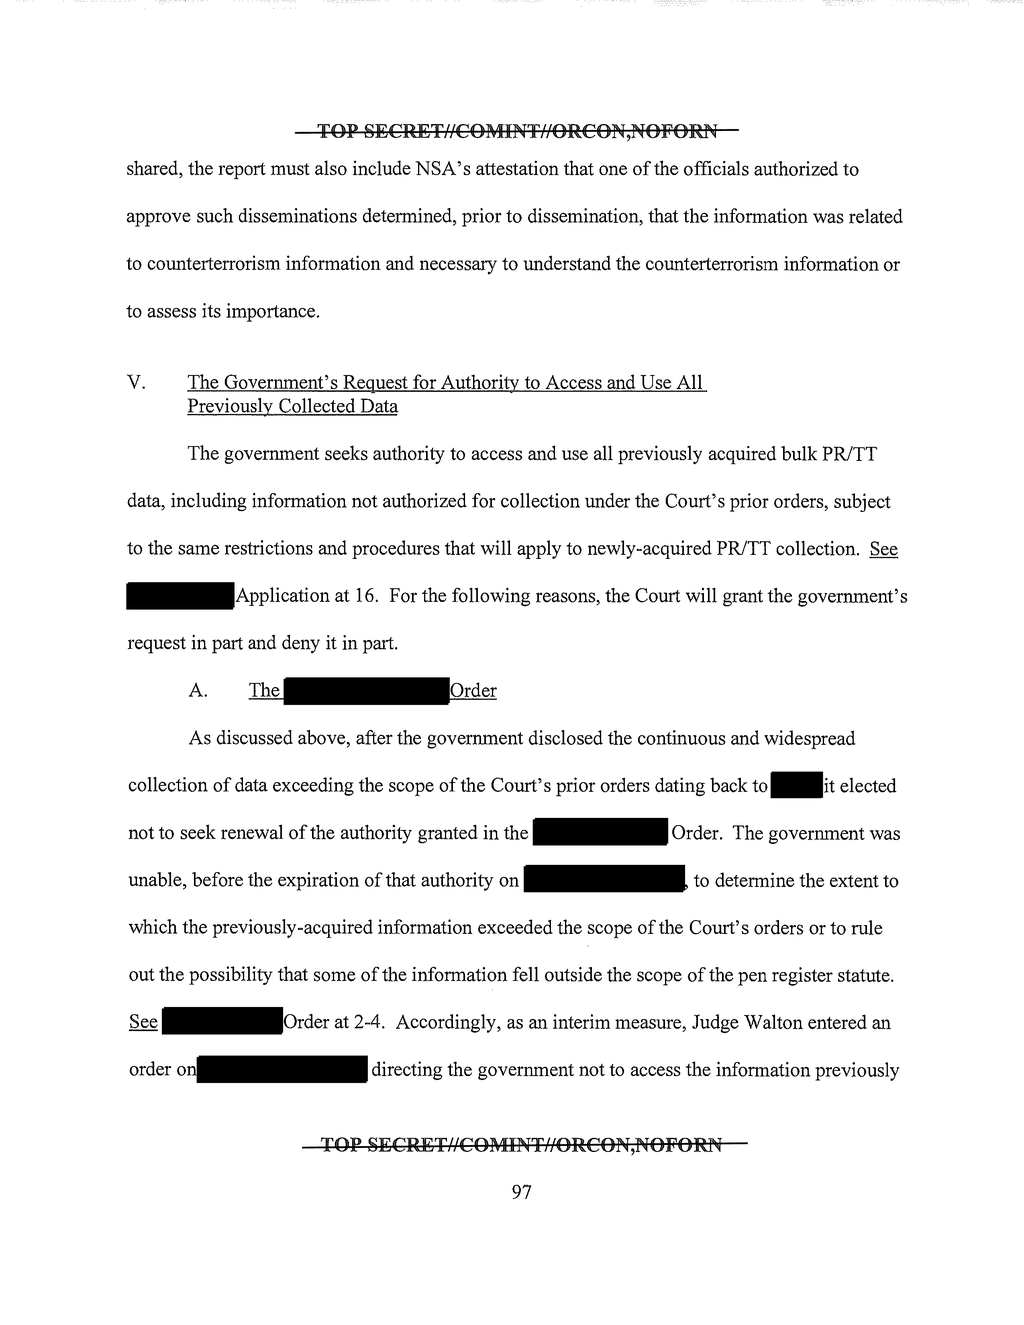 TOP SECRET//COMINT//ORCON,NOFORN
shared, the report must also include NSA's attestation that one of the officials authorized to
approve such disseminations determined, prior to dissemination, that the information was related
to counterterrorism information and necessary to understand the counterterrorism information or
to assess its importance.
V. The Government's Request for Authority to Access and Use All
Previously Collected Data
The government seeks authority to access and use all previously acquired bulk PR/TT
data, including information not authorized for collection under the Court's prior orders, subject
to the same restrictions and procedures that will apply to newly-acquired PR/TT collection. See
Application at 16. For the following reasons, the Court will grant the government's
request in part and deny it in part.
A. The Order
As discussed above, after the government disclosed the continuous and widespread
collection of data exceeding the scope of the Court's prior orders dating back to it elected
not to seek renewal of the authority granted in the Order. The government was
unable, before the expiration of that authority on , to determine the extent to
which the previously-acquired information exceeded the scope of the Court's orders or to rule
out the possibility that some of the information fell outside the scope of the pen register statute.
See Order at 2-4. Accordingly, as an interim measure, Judge Walton entered an
order on directing the government not to access the information previously
TOP SECRET//COMINT//ORCON,NOFORN
97